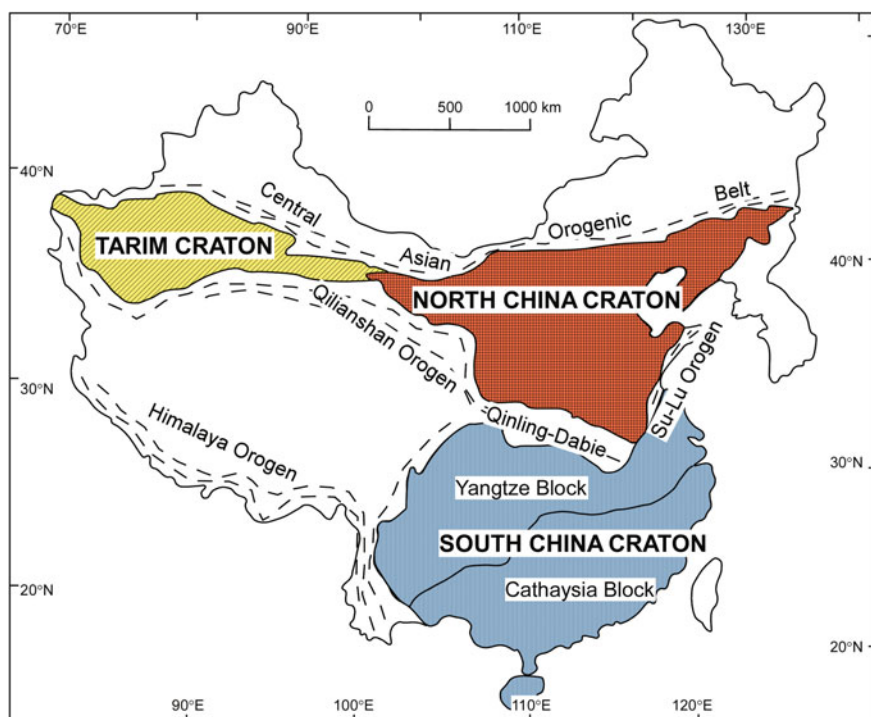 70°E 90°E 110°E 130°E
0 500 1000 km
40°N
Central
Asian
Orogenic
Belt
TARIM CRATON
40°N
NORTH CHINA CRATON
Qilianshan Orogen
Su-Lu Orogen
30°N
Himalaya Orogen
Qinling-Dabie
30°N
Yangtze Block
SOUTH CHINA CRATON
Cathaysia Block
20°N
20°N
90°E 100°E 110°E 120°E